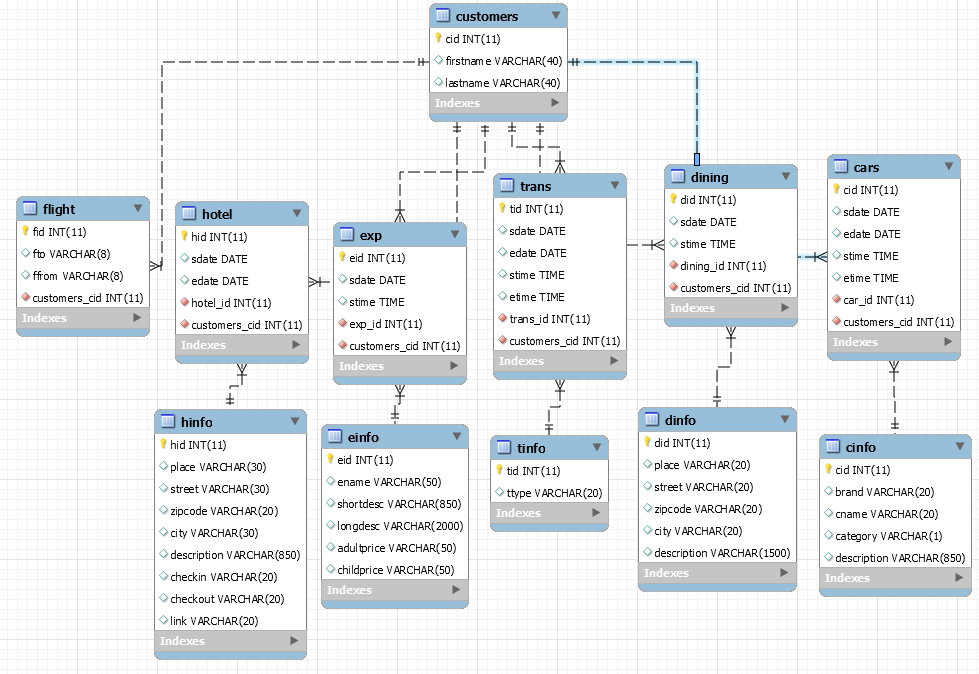 customers
cid INT(11)
firstname VARCHAR(40)
lastname VARCHAR(40)
Indexes
flight
fid INT(11)
fto VARCHAR(8)
ffrom VARCHAR(8)
customers_cid INT(11)
Indexes
hotel
hid INT(11)
sdate DATE
edate DATE
hotel_id INT(11)
customers_cid INT(11)
Indexes
exp
eid INT(11)
sdate DATE
stime TIME
exp_id INT(11)
customers_cid INT(11)
Indexes
trans
tid INT(11)
sdate DATE
edate DATE
stime TIME
etime TIME
trans_id INT(11)
customers_cid INT(11)
Indexes
dining
did INT(11)
sdate DATE
stime TIME
dining_id INT(11)
customers_cid INT(11)
Indexes
cars
cid INT(11)
sdate DATE
edate DATE
stime TIME
etime TIME
car_id INT(11)
customers_cid INT(11)
Indexes
hinfo
hid INT(11)
place VARCHAR(30)
street VARCHAR(30)
zipcode VARCHAR(20)
city VARCHAR(30)
description VARCHAR(850)
checkin VARCHAR(20)
checkout VARCHAR(20)
link VARCHAR(20)
Indexes
einfo
eid INT(11)
ename VARCHAR(50)
shortdesc VARCHAR(850)
longdesc VARCHAR(2000)
adultprice VARCHAR(50)
childprice VARCHAR(50)
Indexes
tinfo
tid INT(11)
ttype VARCHAR(20)
Indexes
dinfo
did INT(11)
place VARCHAR(20)
street VARCHAR(20)
zipcode VARCHAR(20)
city VARCHAR(20)
description VARCHAR(1500)
Indexes
cinfo
cid INT(11)
brand VARCHAR(20)
cname VARCHAR(20)
category VARCHAR(1)
description VARCHAR(850)
Indexes